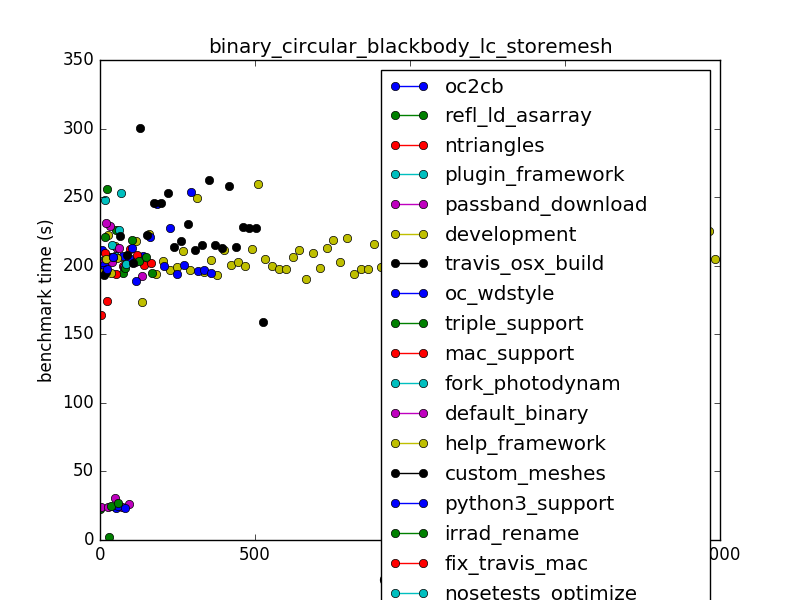 binary_circular_blackbody_lc_storemesh
350
300
250
200
150
100
50
0
benchmark time (s)
0
500
000
oc2cb
refl_ld_asarray
ntriangles
plugin_framework
passband_download
development
travis_osx_build
oc_wdstyle
triple_support
mac_support
fork_photodynam
default_binary
help_framework
custom_meshes
python3_support
irrad_rename
fix_travis_mac
nosetests_optimize